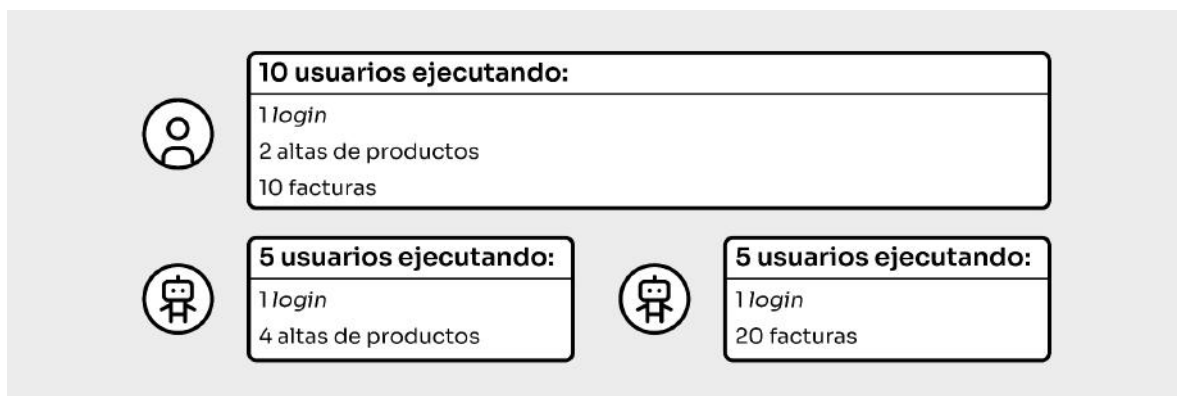 10 usuarios ejecutando:
1 login
2 altas de productos
10 facturas
5 usuarios ejecutando:
1 login
4 altas de productos
5 usuarios ejecutando:
1 login
20 facturas